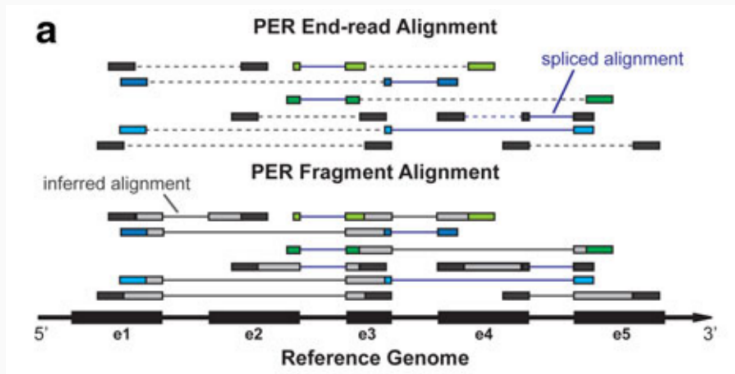 a
PER End-read Alignment
spliced alignment
PER Fragment Alignment
inferred alignment
5' e1 e2 e3 e4 e5 3'
Reference Genome